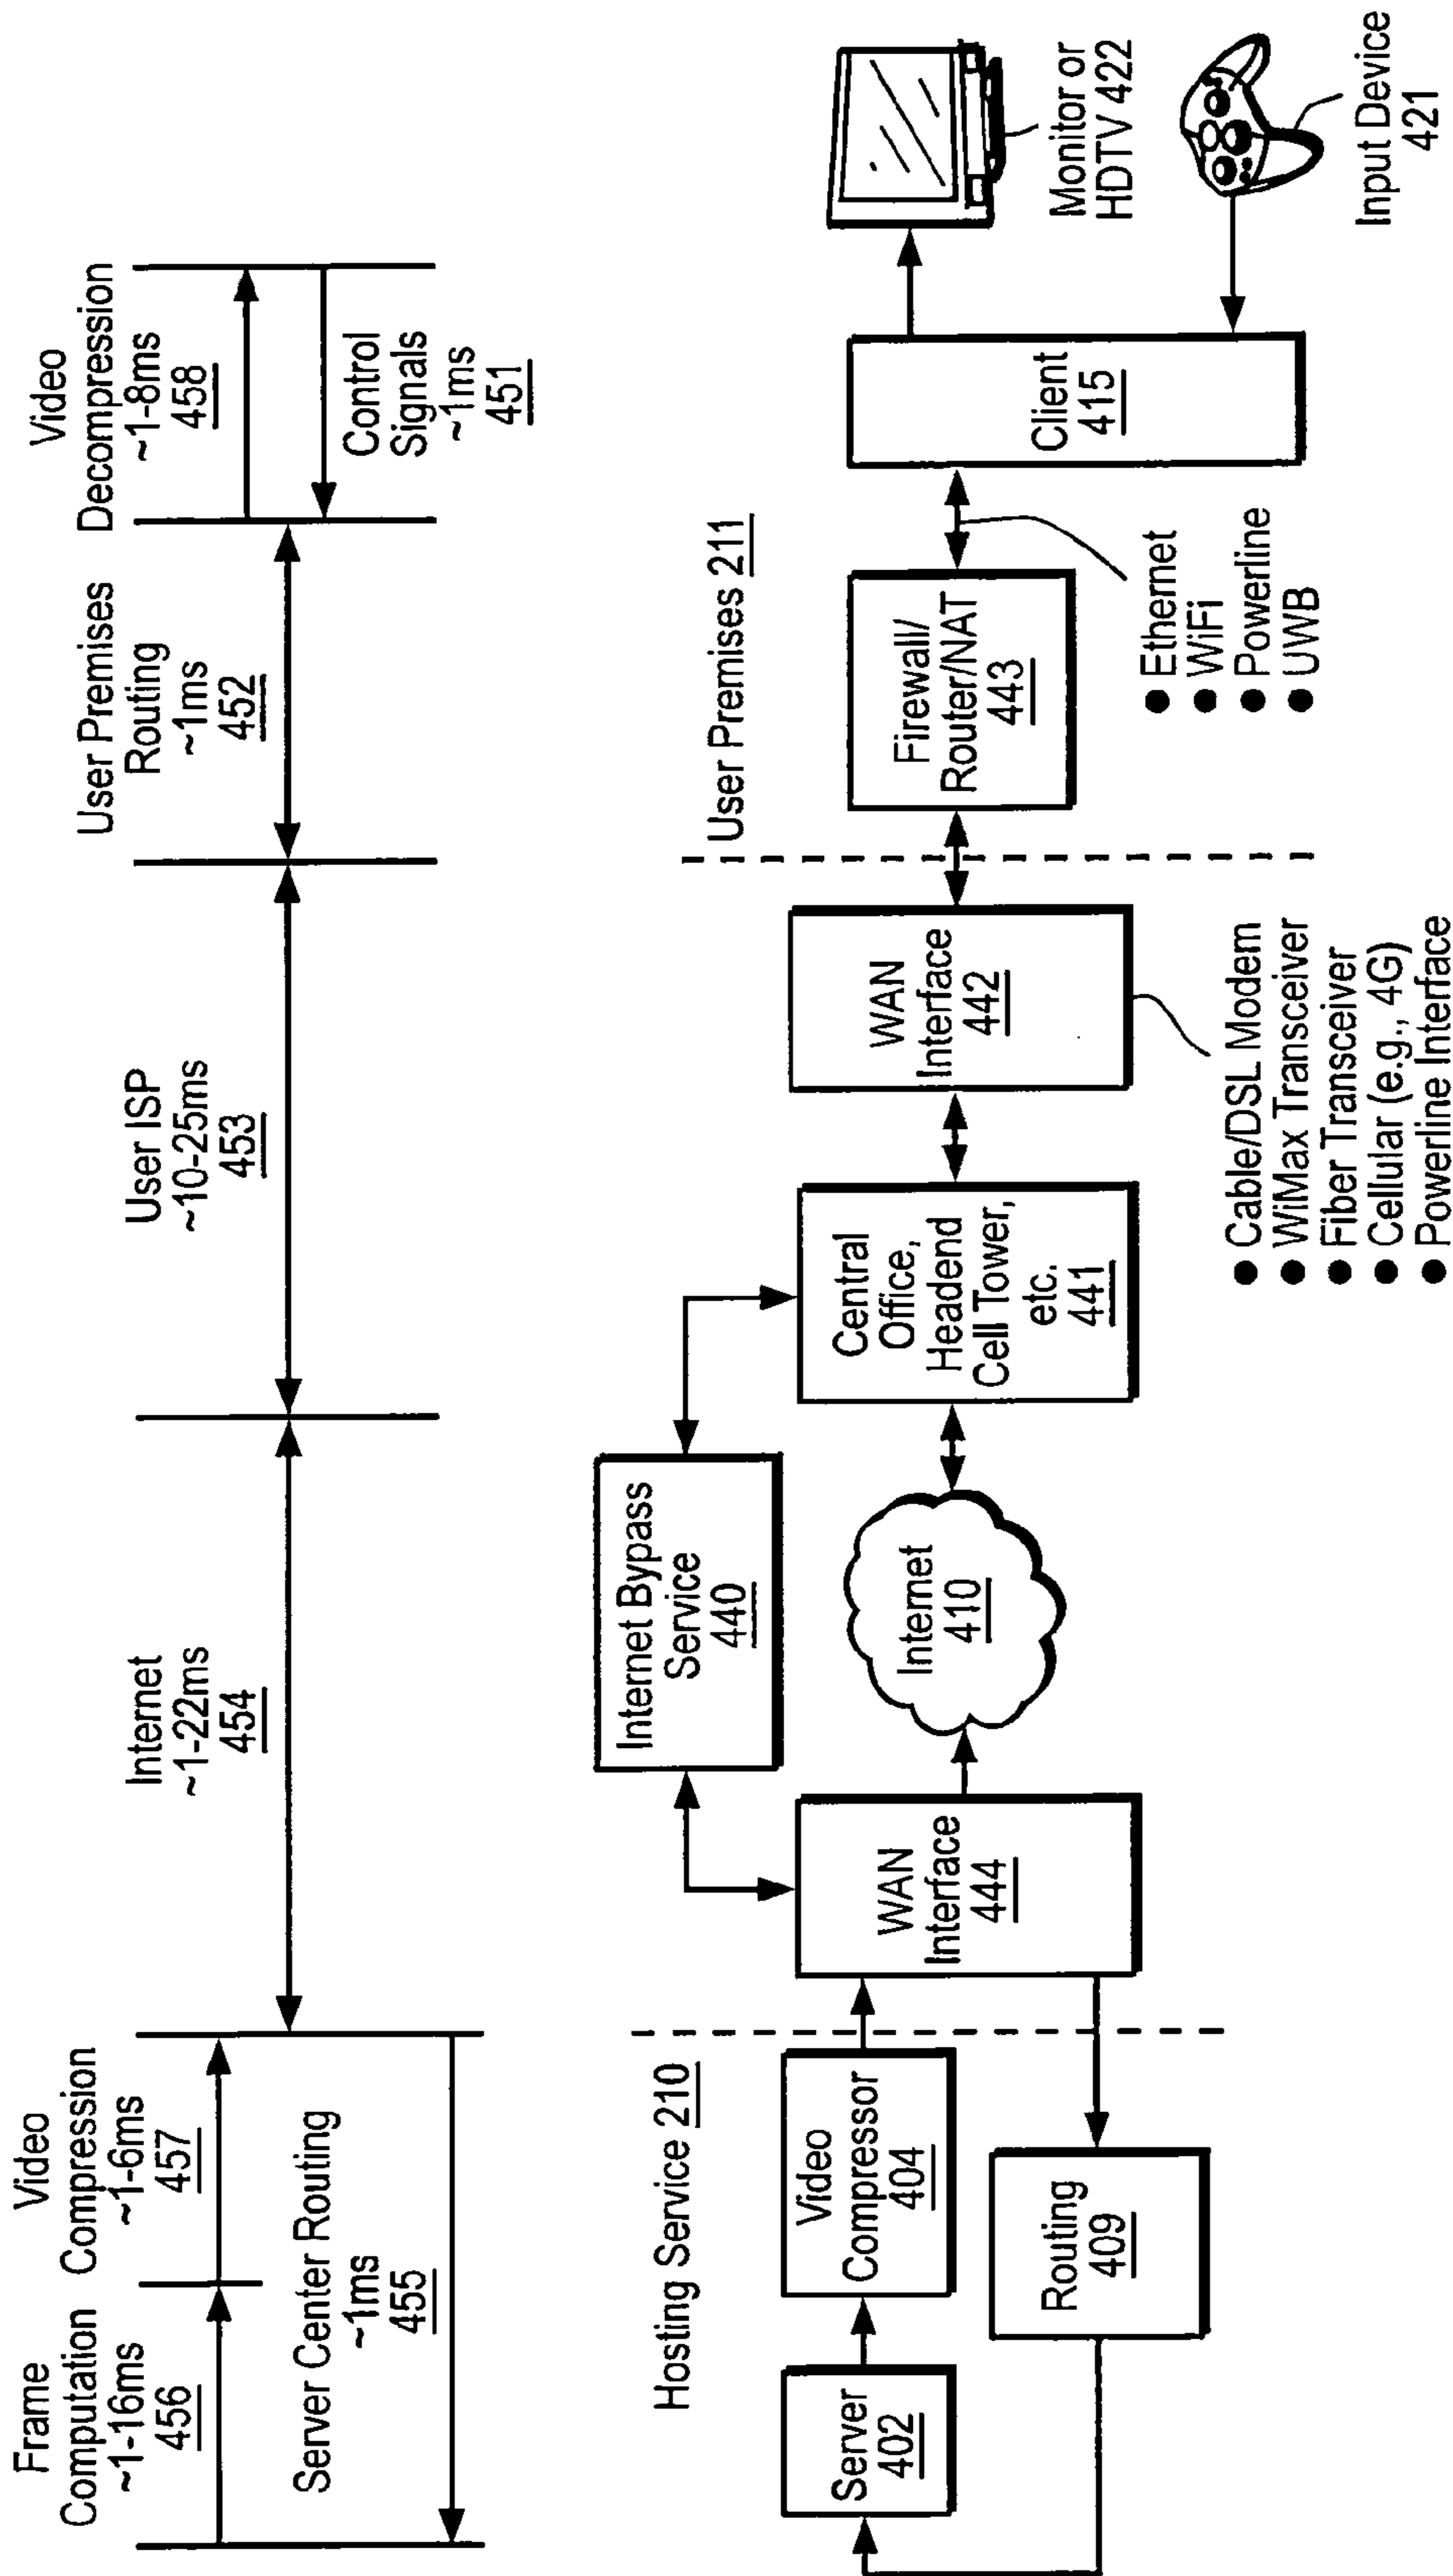 Frame
Computation
~1-16ms
456
Video
Compression
~1-6ms
457
Server Center Routing
~1ms
455
Internet
~1-22ms
454
User ISP
~10-25ms
453
User Premises
Routing
~1ms
452
Video
Decompression
~1-8ms
458
Control
Signals
~1ms
451
Hosting Service 210
Server
402
Video
Compressor
404
Routing
409
WAN
Interface
444
Internet Bypass
Service
440
Internet
410
Central
Office,
Headend
Cell Tower,
etc.
441
WAN
Interface
442
● Cable/DSL Modem
● WiMax Transceiver
● Fiber Transceiver
● Cellular (e.g., 4G)
● Powerline Interface
User Premises 211
Firewall/
Router/NAT
443
● Ethernet
● WiFi
● Powerline
● UWB
Client
415
Monitor or
HDTV 422
Input Device
421